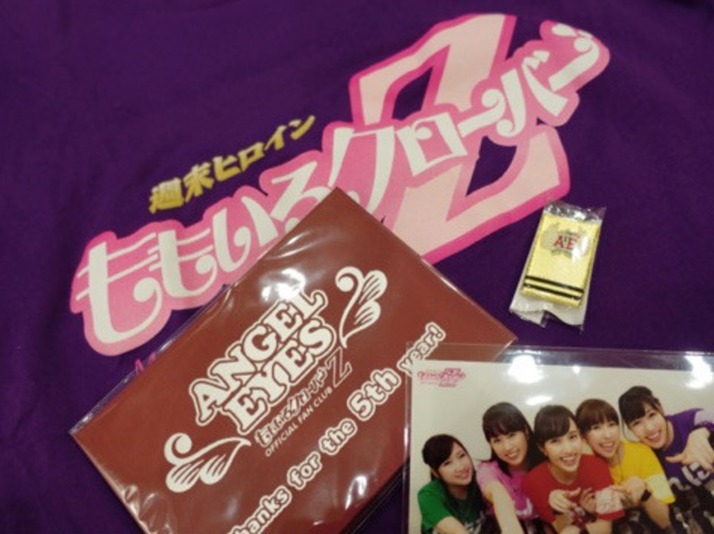 週末ヒロイン
ももいろクローバー
Z
AE
ANGEL
EYES
ももいろクローバーZ
OFFICIAL FAN CLUB
Thanks for the 5th year!